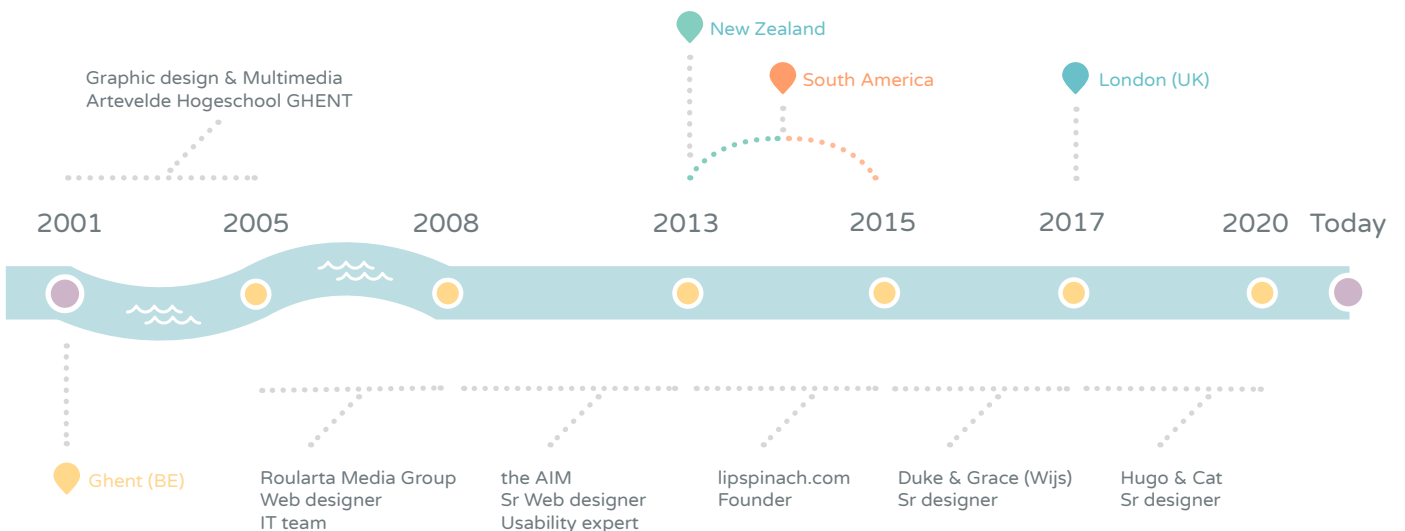 New Zealand
Graphic design & Multimedia
Artevelde Hogeschool GHENT
South America
London (UK)
2001
2005
2008
2013
2015
2017
2020
Today
Ghent (BE)
Roularta Media Group
Web designer
IT team
the AIM
Sr Web designer
Usability expert
lipspinach.com
Founder
Duke & Grace (Wijs)
Sr designer
Hugo & Cat
Sr designer